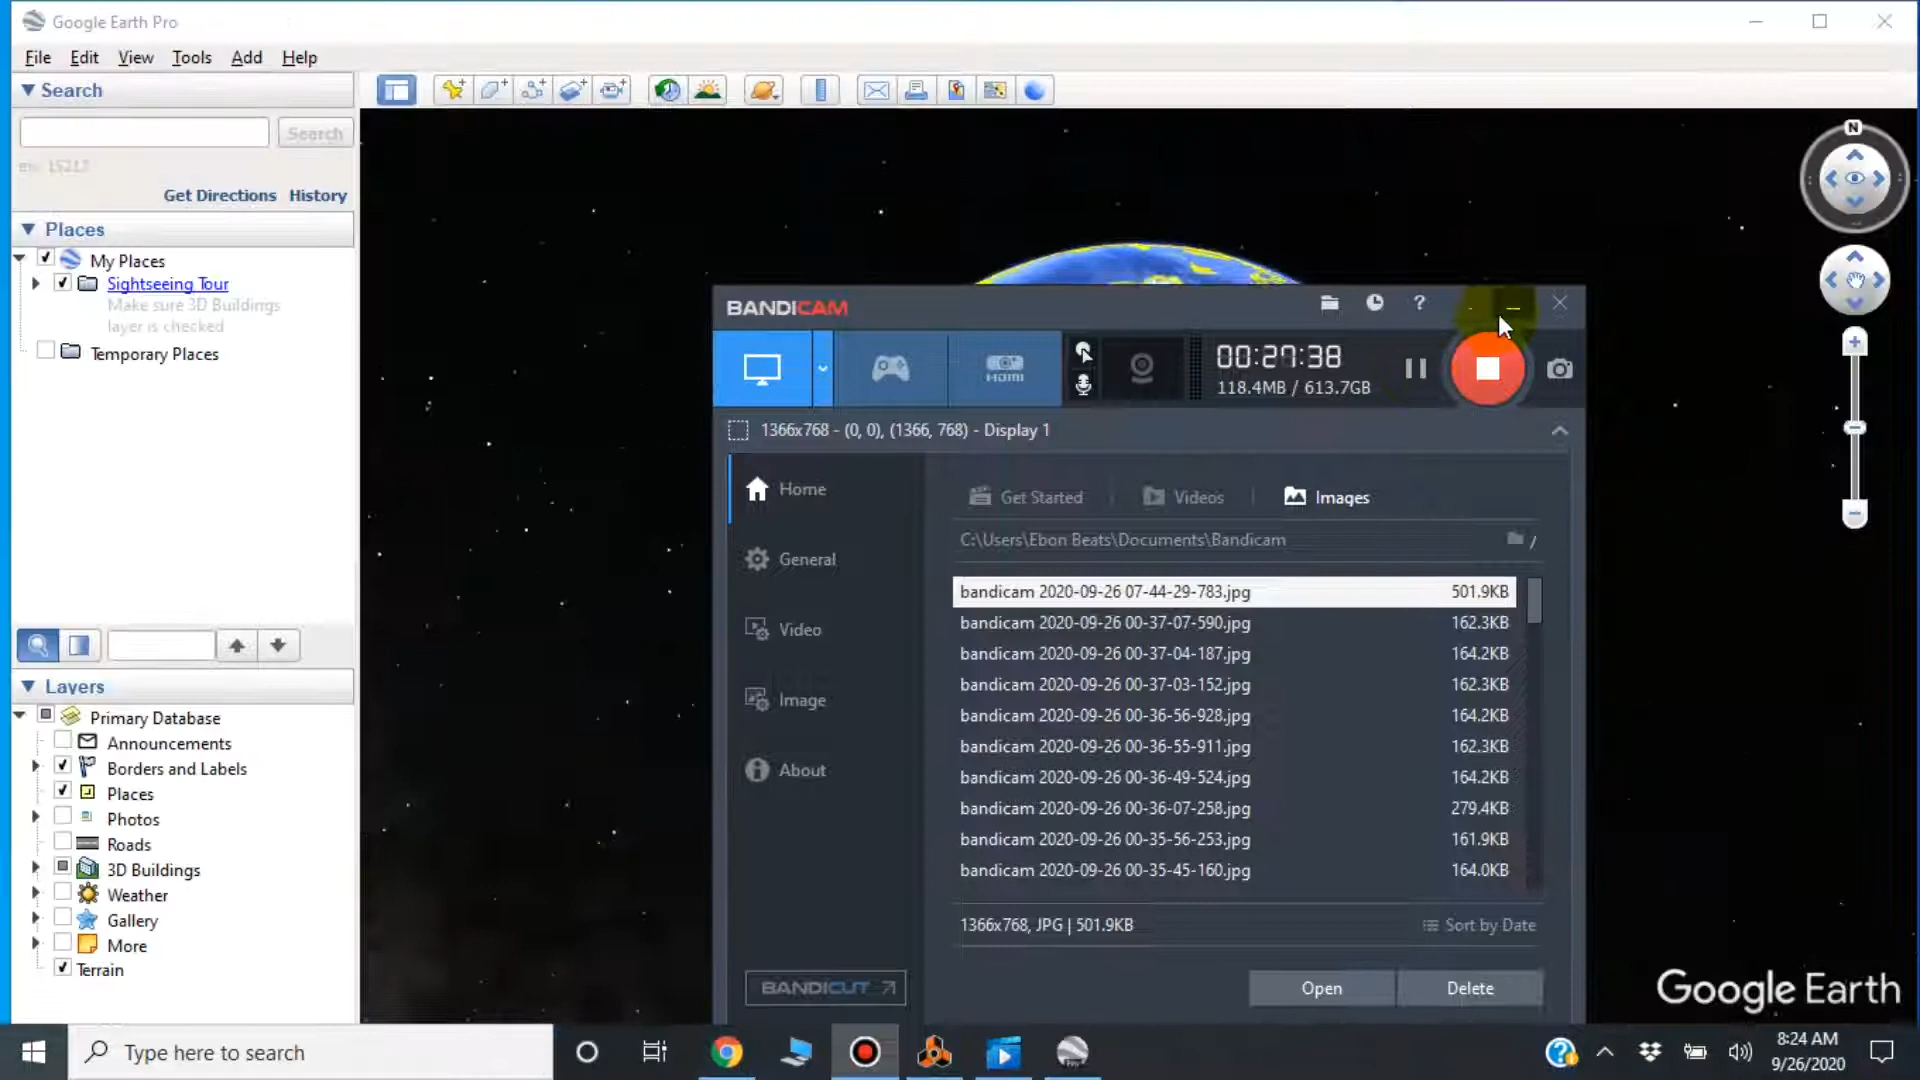 Google Earth Pro
File Edit View Tools Add Help
Search
Search
ex: 15213
Get Directions History
Places
My Places
Sightseeing Tour
Make sure 3D Buildings
layer is checked
Temporary Places
Layers
Primary Database
Announcements
Borders and Labels
Places
Photos
Roads
3D Buildings
Weather
Gallery
More
Terrain
N
BANDICAM
?
HDMI
00:27:38
118.4MB / 613.7GB
1366x768 - (0, 0), (1366, 768) - Display 1
Home
General
Video
Image
About
BANDICUT
Get Started Videos Images
C:\Users\Ebon Beats\Documents\Bandicam
bandicam 2020-09-26 07-44-29-783.jpg 501.9KB
bandicam 2020-09-26 00-37-07-590.jpg 162.3KB
bandicam 2020-09-26 00-37-04-187.jpg 164.2KB
bandicam 2020-09-26 00-37-03-152.jpg 162.3KB
bandicam 2020-09-26 00-36-56-928.jpg 164.2KB
bandicam 2020-09-26 00-36-55-911.jpg 162.3KB
bandicam 2020-09-26 00-36-49-524.jpg 164.2KB
bandicam 2020-09-26 00-36-07-258.jpg 279.4KB
bandicam 2020-09-26 00-35-56-253.jpg 161.9KB
bandicam 2020-09-26 00-35-45-160.jpg 164.0KB
1366x768, JPG | 501.9KB Sort by Date
Open Delete
Google Earth
Type here to search
8:24 AM
9/26/2020